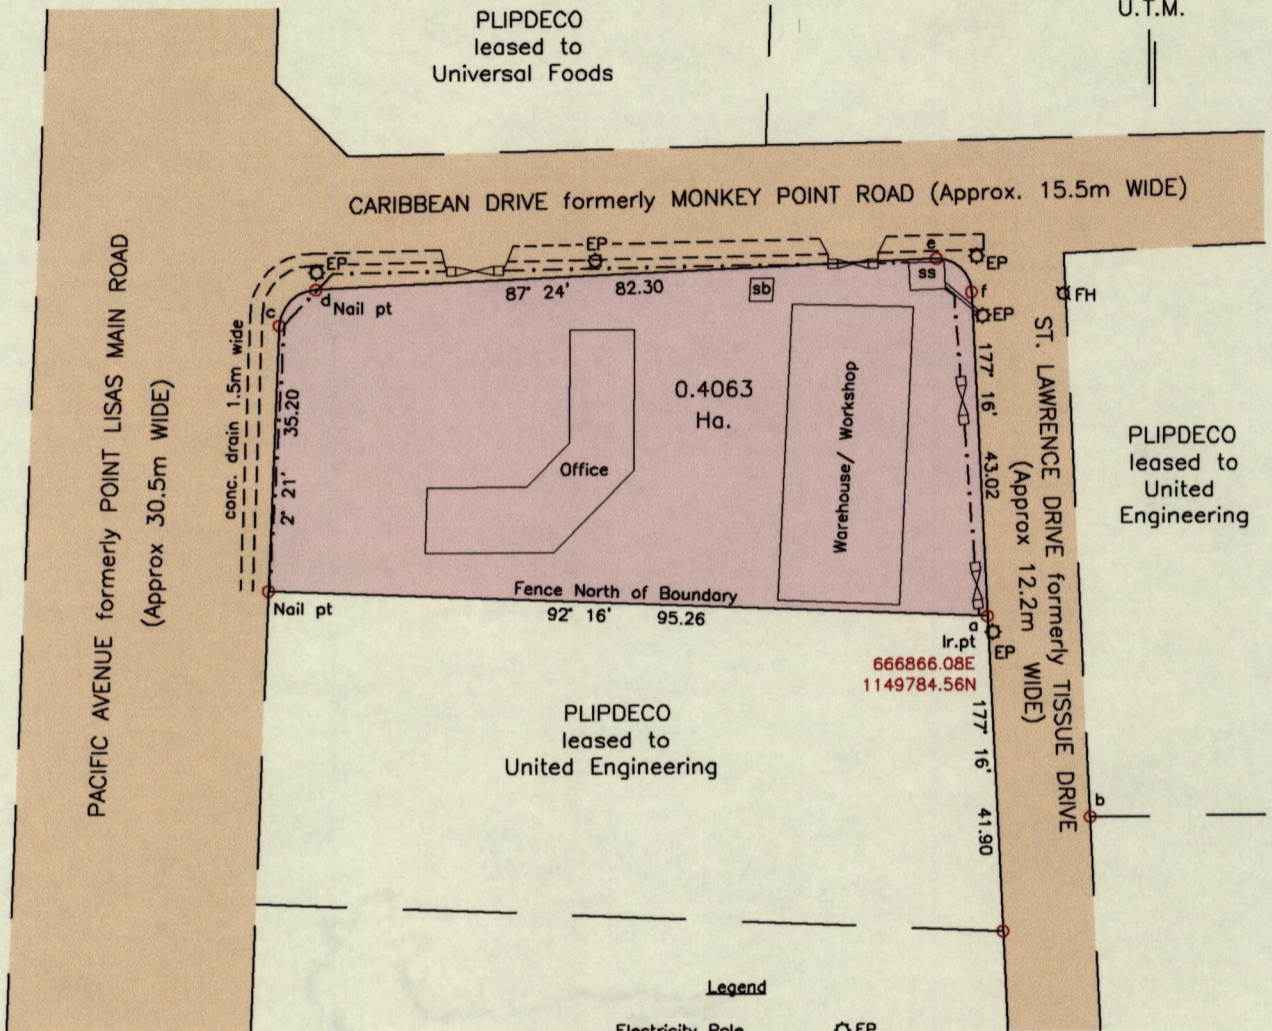 U.T.M.
PLIPDECO
leased to
Universal Foods
CARIBBEAN DRIVE formerly MONKEY POINT ROAD (Approx. 15.5m WIDE)
PACIFIC AVENUE formerly POINT LISAS MAIN ROAD
(Approx 30.5m WIDE)
conc. drain 1.5m wide
EP
EP
e
EP
ss
f
EP
FH
c
d
Nail pt
87° 24' 82.30
sb
2° 21' 35.20
0.4063
Ha.
Office
Warehouse/ Workshop
177° 16' 43.02
ST. LAWRENCE DRIVE formerly TISSUE DRIVE
(Approx 12.2m WIDE)
PLIPDECO
leased to
United
Engineering
Fence North of Boundary
92° 16' 95.26
Nail pt
a
Ir.pt
EP
666866.08E
1149784.56N
177° 16' 41.90
b
PLIPDECO
leased to
United Engineering
Legend
Electricity Pole EP